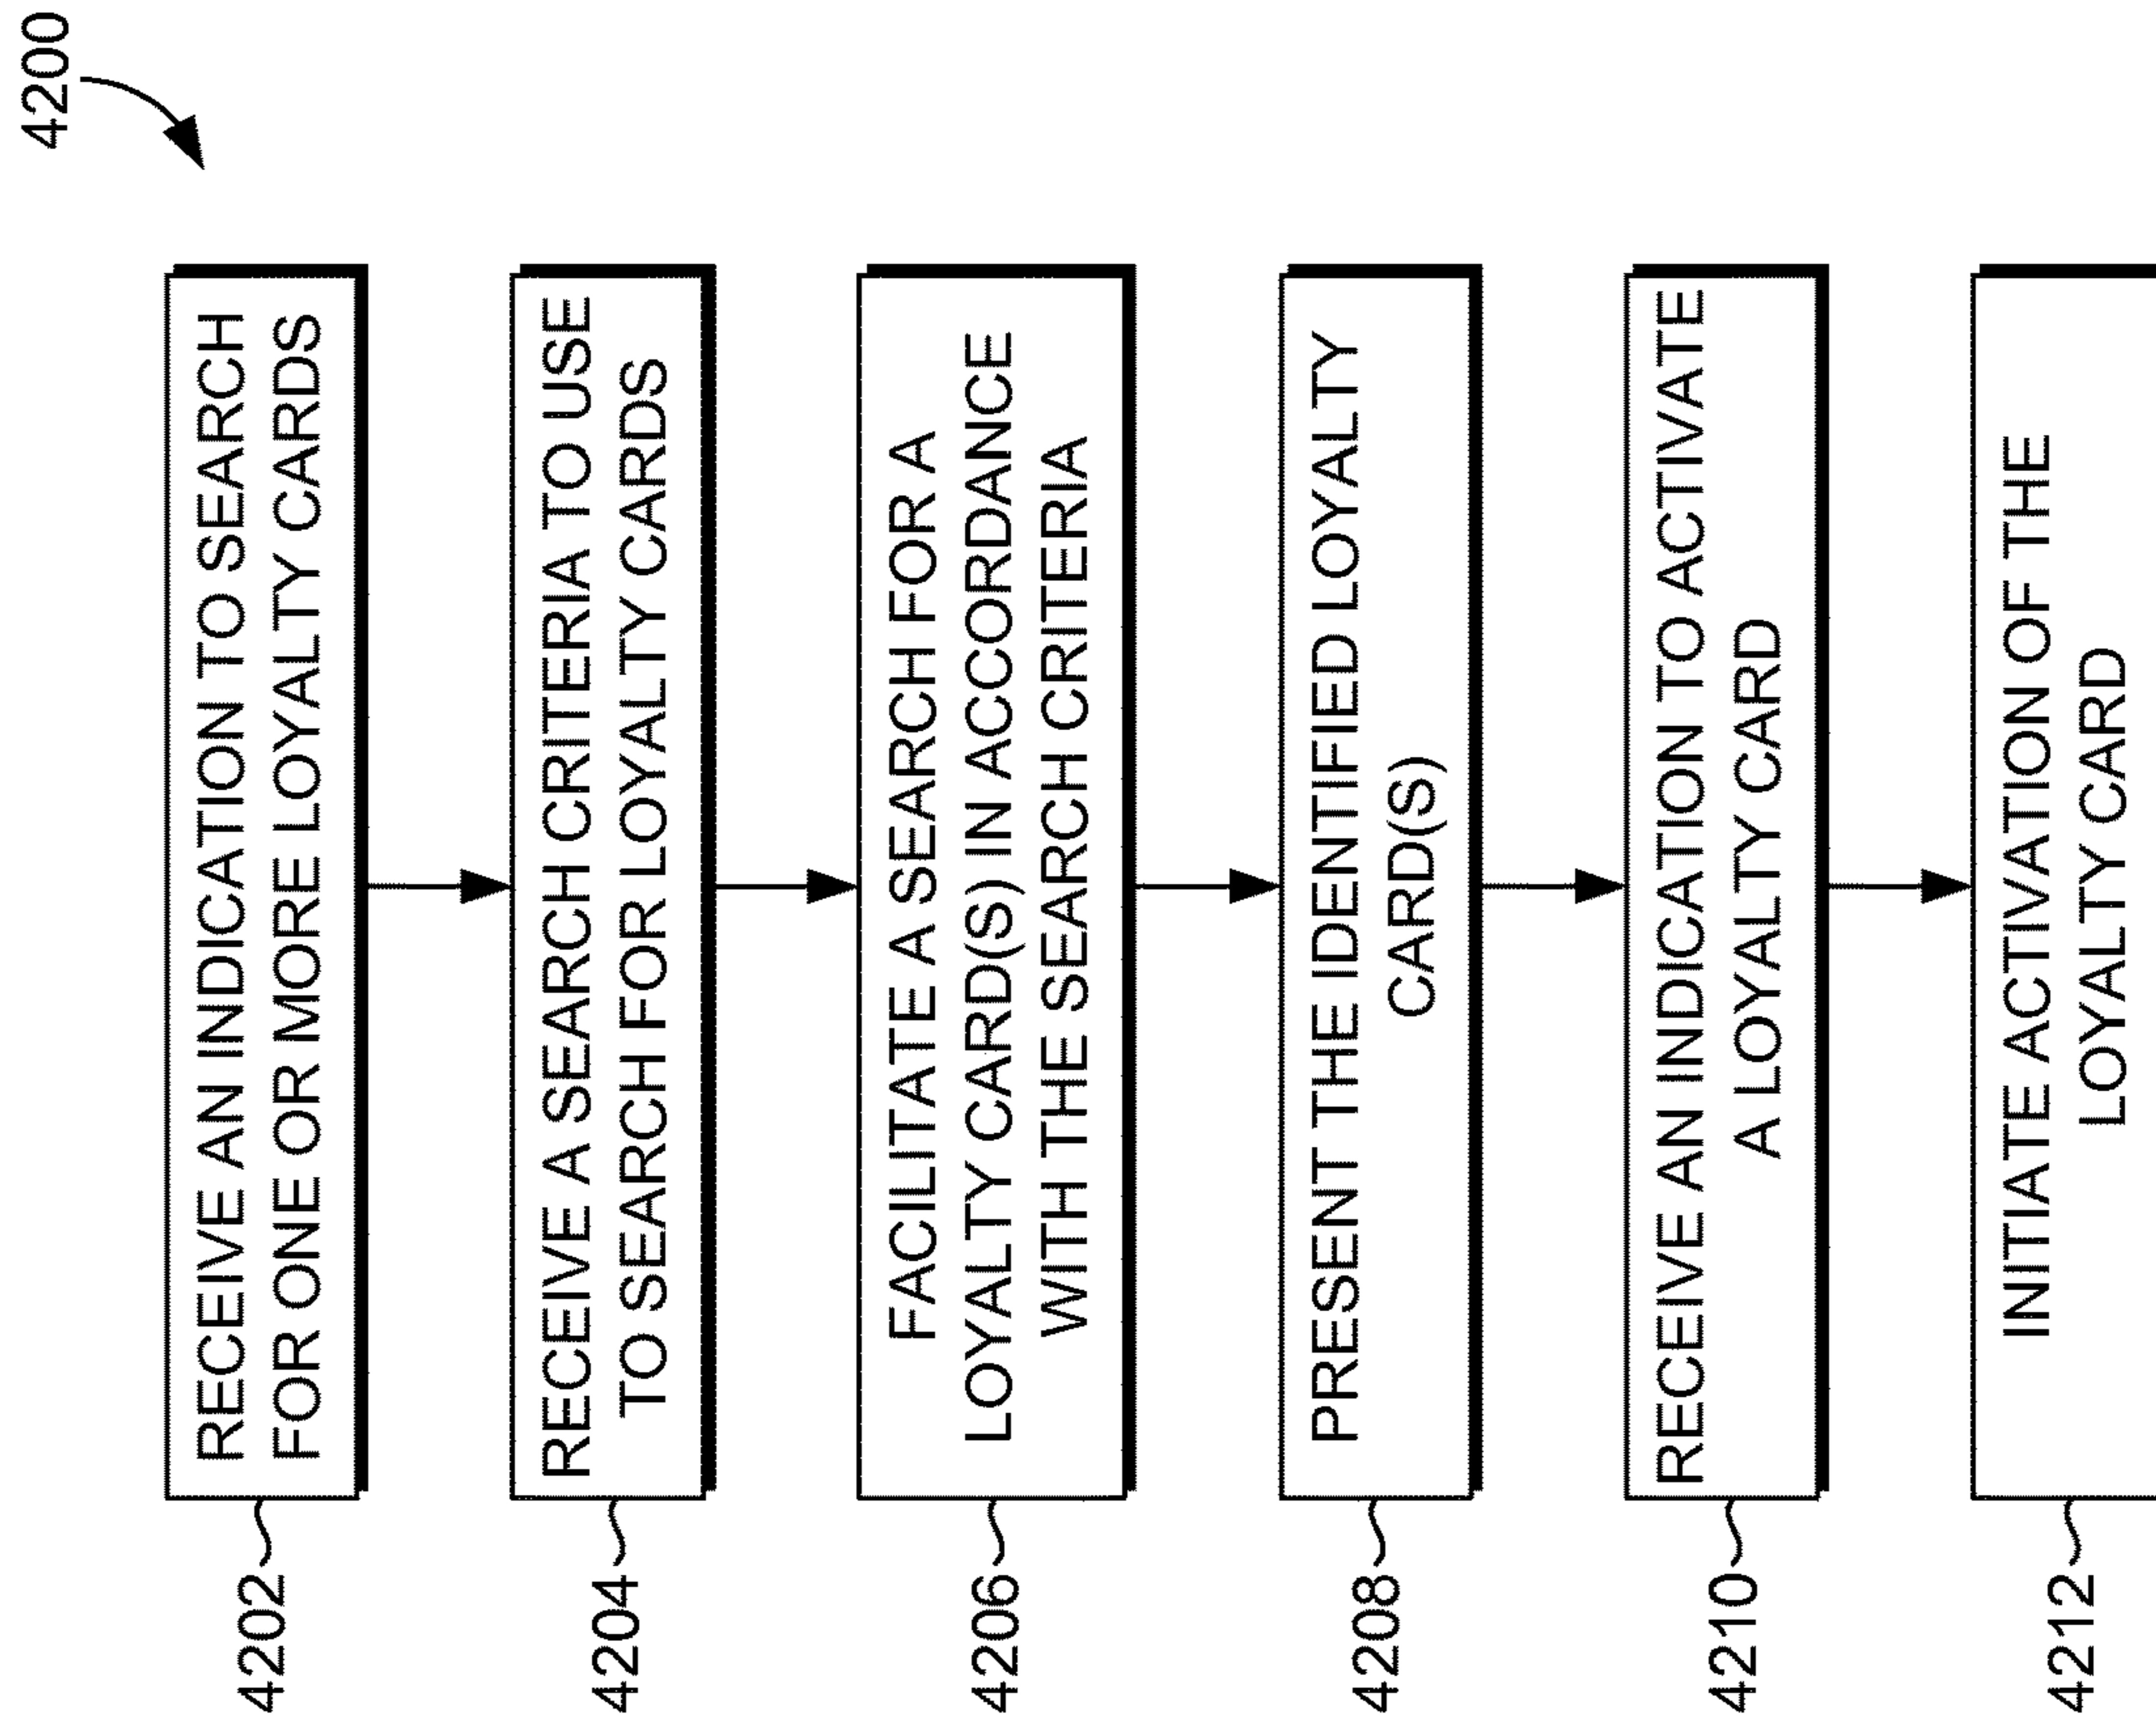 4200
4202
RECEIVE AN INDICATION TO SEARCH
FOR ONE OR MORE LOYALTY CARDS
4204
RECEIVE A SEARCH CRITERIA TO USE
TO SEARCH FOR LOYALTY CARDS
4206
FACILITATE A SEARCH FOR A
LOYALTY CARD(S) IN ACCORDANCE
WITH THE SEARCH CRITERIA
4208
PRESENT THE IDENTIFIED LOYALTY
CARD(S)
4210
RECEIVE AN INDICATION TO ACTIVATE
A LOYALTY CARD
4212
INITIATE ACTIVATION OF THE
LOYALTY CARD